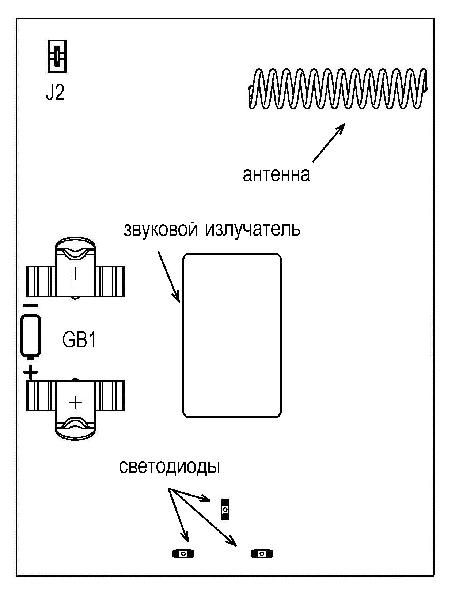 J2
антенна
звуковой излучатель
−
GB1
+
светодиоды